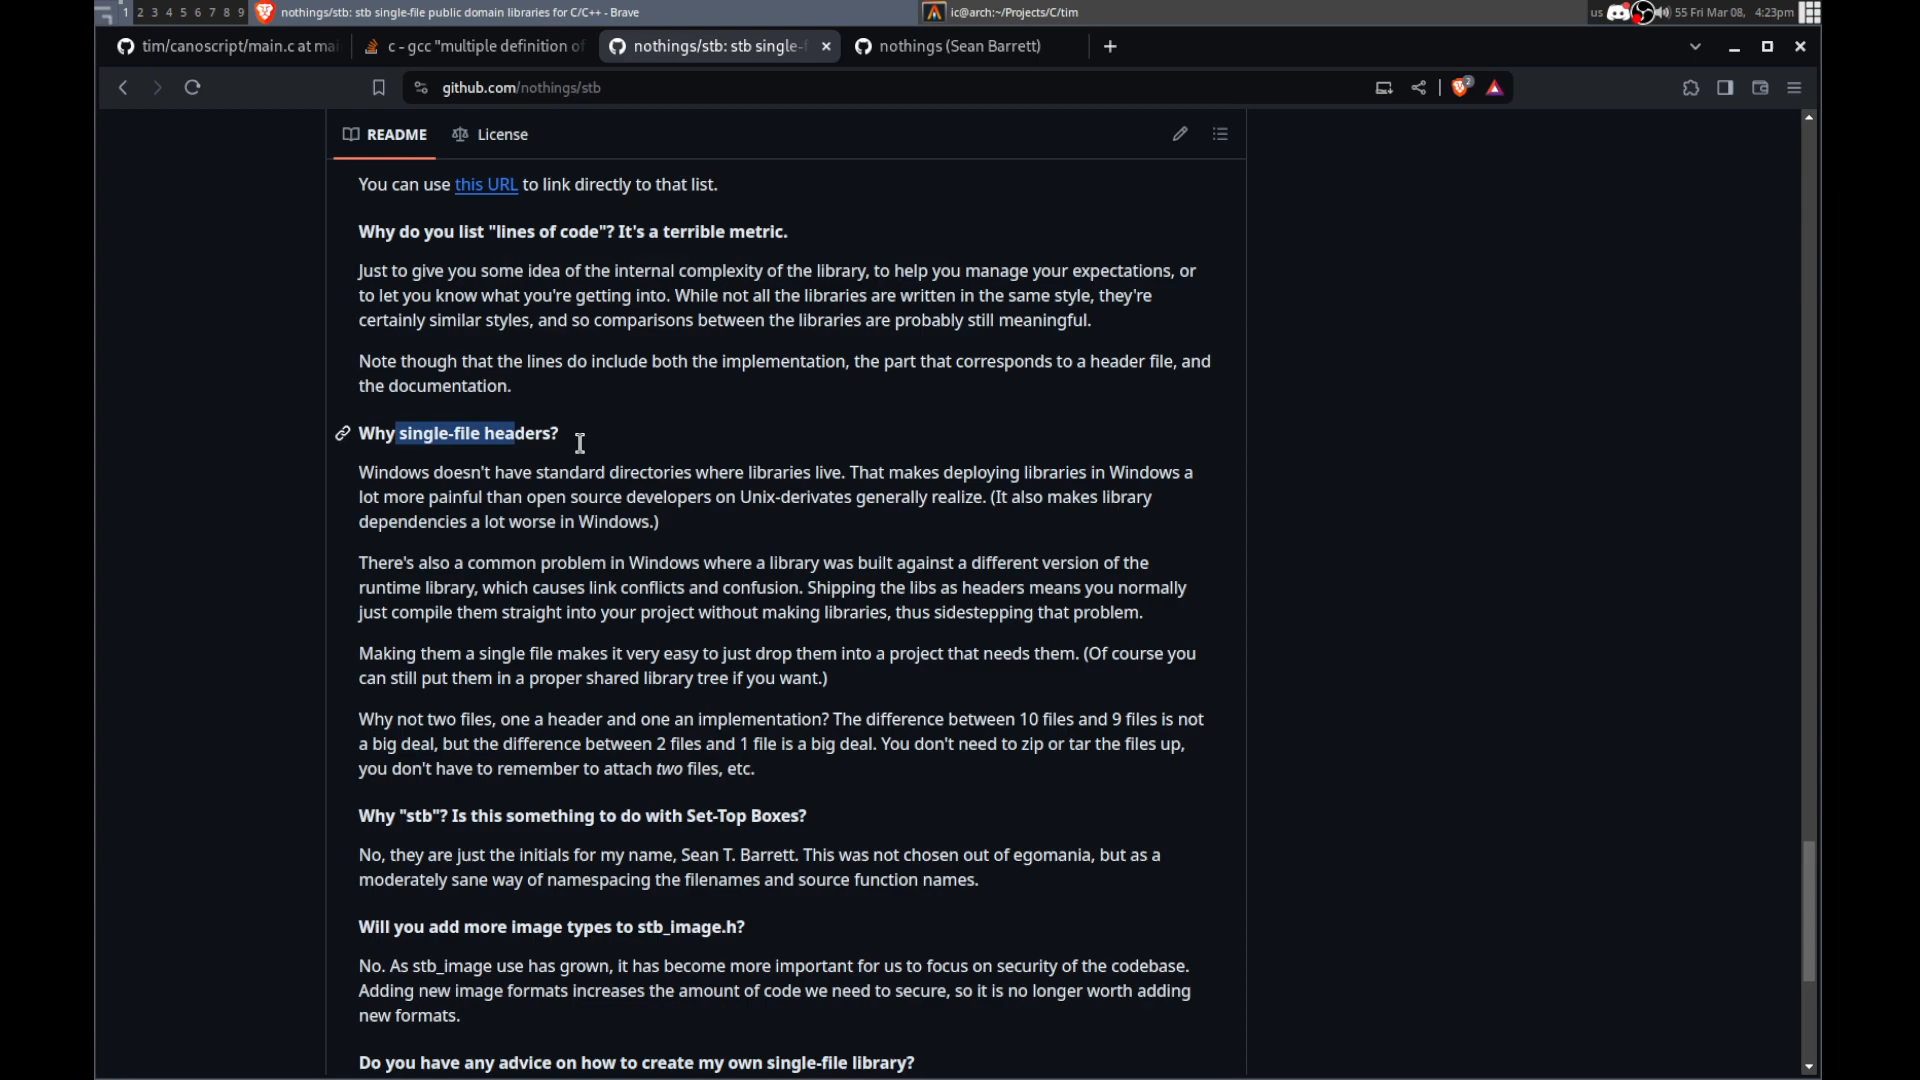 1 2 3 4 5 6 7 8 9 nothings/stb: stb single-file public domain libraries for C/C++ - Brave ic@arch:~/Projects/C/tim us 55 Fri Mar 08, 4:23pm
tim/canoscript/main.c at mai c - gcc "multiple definition of nothings/stb: stb single-f nothings (Sean Barrett)
github.com/nothings/stb 2
README License
You can use this URL to link directly to that list.
Why do you list "lines of code"? It's a terrible metric.
Just to give you some idea of the internal complexity of the library, to help you manage your expectations, or
to let you know what you're getting into. While not all the libraries are written in the same style, they're
certainly similar styles, and so comparisons between the libraries are probably still meaningful.
Note though that the lines do include both the implementation, the part that corresponds to a header file, and
the documentation.
Why single-file headers?
Windows doesn't have standard directories where libraries live. That makes deploying libraries in Windows a
lot more painful than open source developers on Unix-derivates generally realize. (It also makes library
dependencies a lot worse in Windows.)
There's also a common problem in Windows where a library was built against a different version of the
runtime library, which causes link conflicts and confusion. Shipping the libs as headers means you normally
just compile them straight into your project without making libraries, thus sidestepping that problem.
Making them a single file makes it very easy to just drop them into a project that needs them. (Of course you
can still put them in a proper shared library tree if you want.)
Why not two files, one a header and one an implementation? The difference between 10 files and 9 files is not
a big deal, but the difference between 2 files and 1 file is a big deal. You don't need to zip or tar the files up,
you don't have to remember to attach two files, etc.
Why "stb"? Is this something to do with Set-Top Boxes?
No, they are just the initials for my name, Sean T. Barrett. This was not chosen out of egomania, but as a
moderately sane way of namespacing the filenames and source function names.
Will you add more image types to stb_image.h?
No. As stb_image use has grown, it has become more important for us to focus on security of the codebase.
Adding new image formats increases the amount of code we need to secure, so it is no longer worth adding
new formats.
Do you have any advice on how to create my own single-file library?